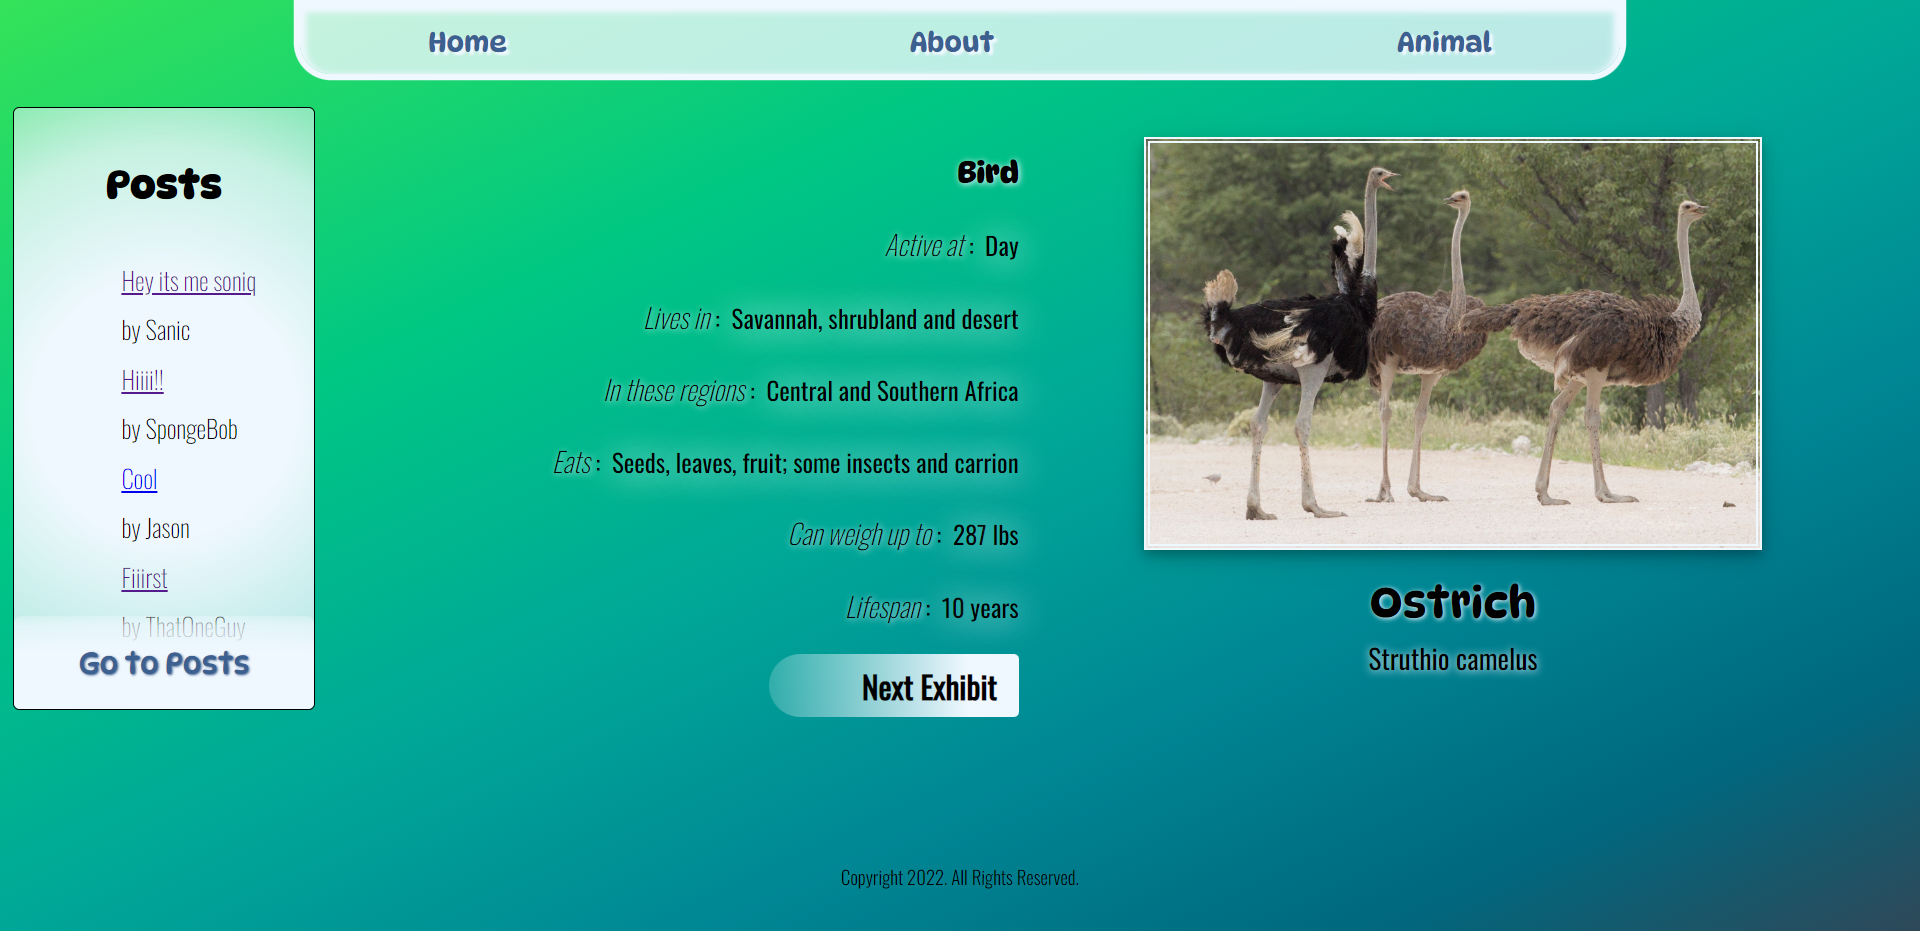 Home
About
Animal
Posts
Hey its me soniq
by Sanic
Hiiii!!
by SpongeBob
Cool
by Jason
Fiiirst
by ThatOneGuy
Go to Posts
Bird
Active at : Day
Lives in : Savannah, shrubland and desert
In these regions : Central and Southern Africa
Eats : Seeds, leaves, fruit; some insects and carrion
Can weigh up to : 287 lbs
Lifespan : 10 years
Next Exhibit
Ostrich
Struthio camelus
Copyright 2022. All Rights Reserved.